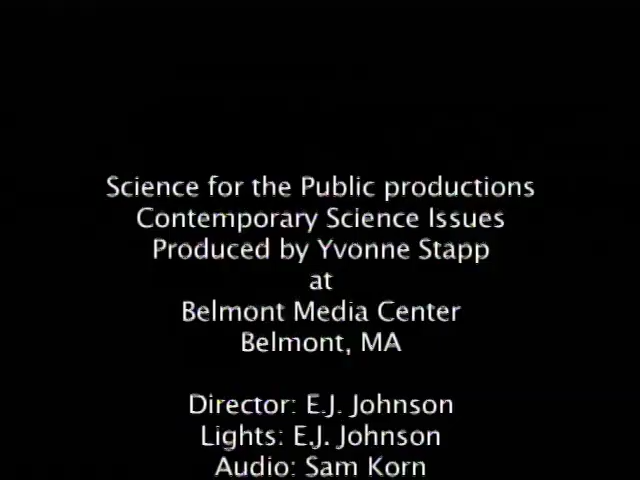 Science for the Public productions
Contemporary Science Issues
Produced by Yvonne Stapp
at
Belmont Media Center
Belmont, MA
Director: E.J. Johnson
Lights: E.J. Johnson
Audio: Sam Korn